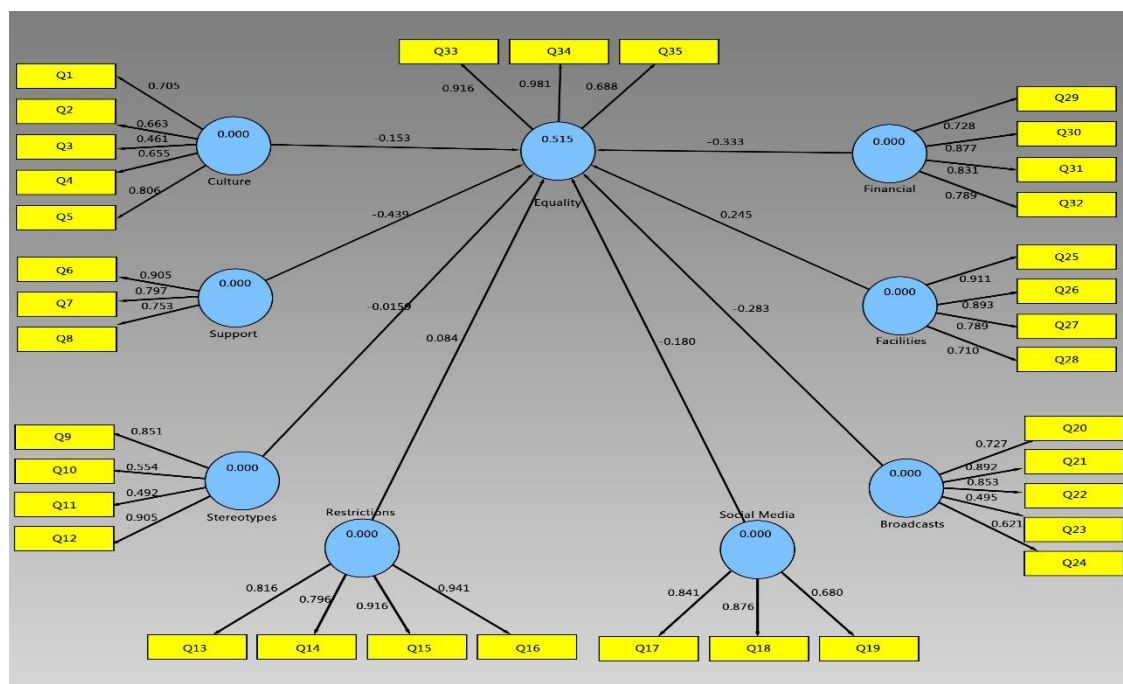 Q33
Q34
Q35
0.916
0.981
0.688
0.515
Equality
Q1
Q2
Q3
Q4
Q5
0.705
0.663
0.461
0.655
0.806
0.000
Culture
-0.153
Q6
Q7
Q8
0.905
0.797
0.753
0.000
Support
-0.439
Q9
Q10
Q11
Q12
0.851
0.554
0.492
0.905
0.000
Stereotypes
-0.0159
Restrictions
0.000
0.084
0.816
0.796
0.916
0.941
Q13
Q14
Q15
Q16
Social Media
0.000
-0.180
0.841
0.876
0.680
Q17
Q18
Q19
0.000
Broadcasts
-0.283
0.727
0.892
0.853
0.495
0.621
Q20
Q21
Q22
Q23
Q24
0.000
Facilities
0.245
0.911
0.893
0.789
0.710
Q25
Q26
Q27
Q28
0.000
Financial
-0.333
0.728
0.877
0.831
0.789
Q29
Q30
Q31
Q32